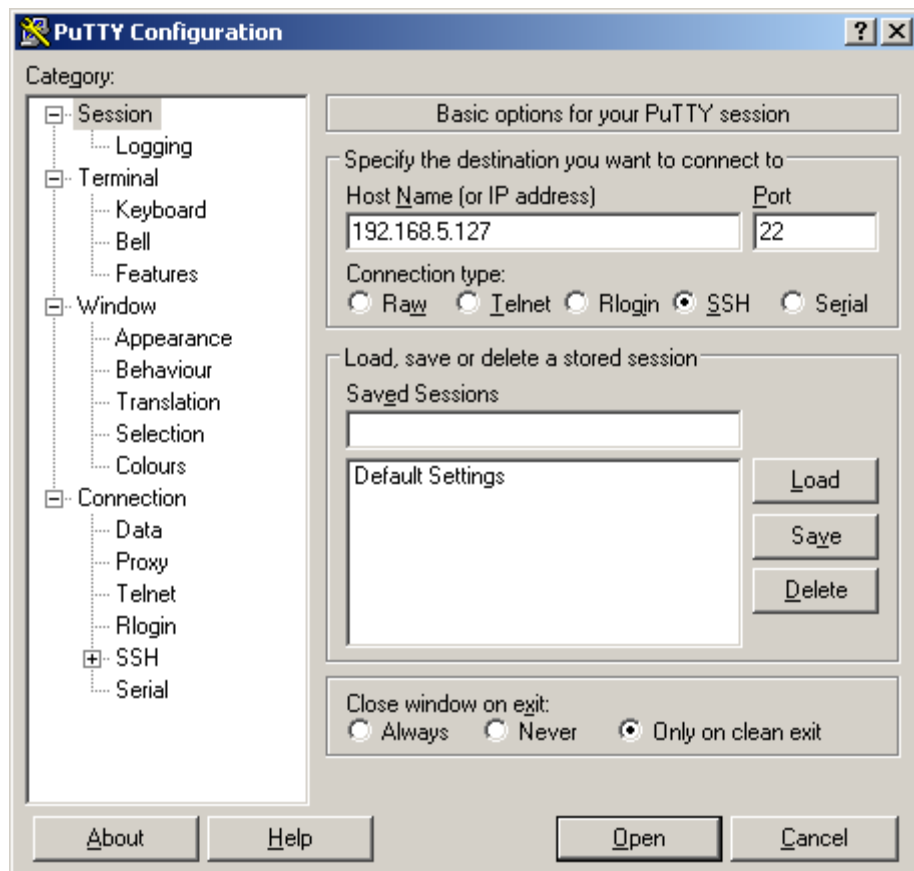 PuTTY Configuration
Category:
Session
Logging
Terminal
Keyboard
Bell
Features
Window
Appearance
Behaviour
Translation
Selection
Colours
Connection
Data
Proxy
Telnet
Rlogin
SSH
Serial
Basic options for your PuTTY session
Specify the destination you want to connect to
Host Name (or IP address) Port
192.168.5.127 22
Connection type:
Raw Telnet Rlogin SSH Serial
Load, save or delete a stored session
Saved Sessions
Default Settings
Load
Save
Delete
Close window on exit:
Always Never Only on clean exit
About Help Open Cancel